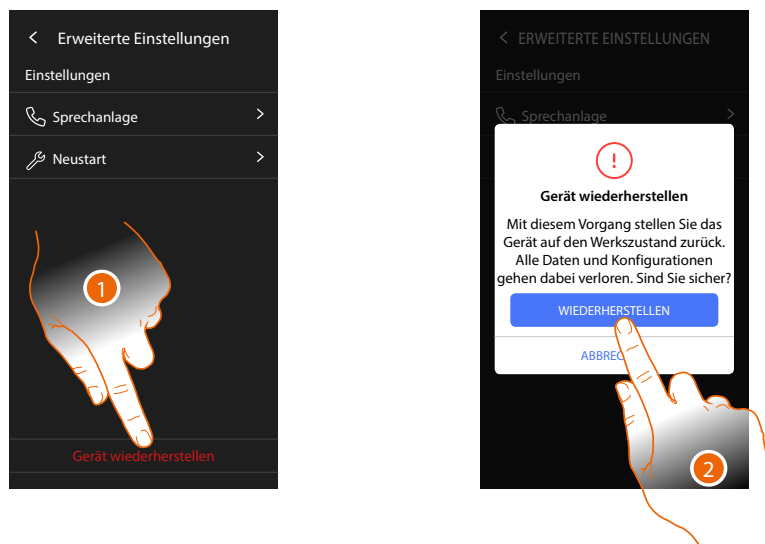 Erweiterte Einstellungen
Einstellungen
Sprechanlage
Neustart
1
Gerät wiederherstellen
ERWEITERTE EINSTELLUNGEN
Einstellungen
Sprechanlage
!
Gerät wiederherstellen
Mit diesem Vorgang stellen Sie das
Gerät auf den Werkszustand zurück.
Alle Daten und Konfigurationen
gehen dabei verloren. Sind Sie sicher?
WIEDERHERSTELLEN
ABBREC
2